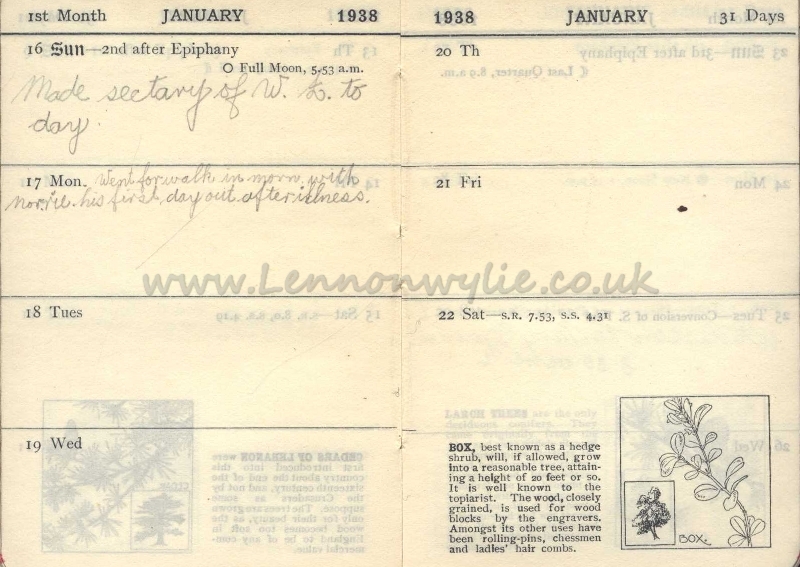 1st Month JANUARY 1938
16 Sun—2nd after Epiphany
O Full Moon, 5.53 a.m.
Made sectary of W. L. to
day.
17 Mon. Went for walk in morn with
Norrie. his first day out after illness.
18 Tues
19 Wed
1938 JANUARY 31 Days
20 Th
21 Fri
22 Sat—S.R. 7.53, S.S. 4.31
BOX, best known as a hedge
shrub, will, if allowed, grow
into a reasonable tree, attain-
ing a height of 20 feet or so.
It is well known to the
topiarist. The wood, closely
grained, is used for wood
blocks by the engravers.
Amongst its other uses have
been rolling-pins, chessmen
and ladies' hair combs.
BOX.
www.Lennonwylie.co.uk